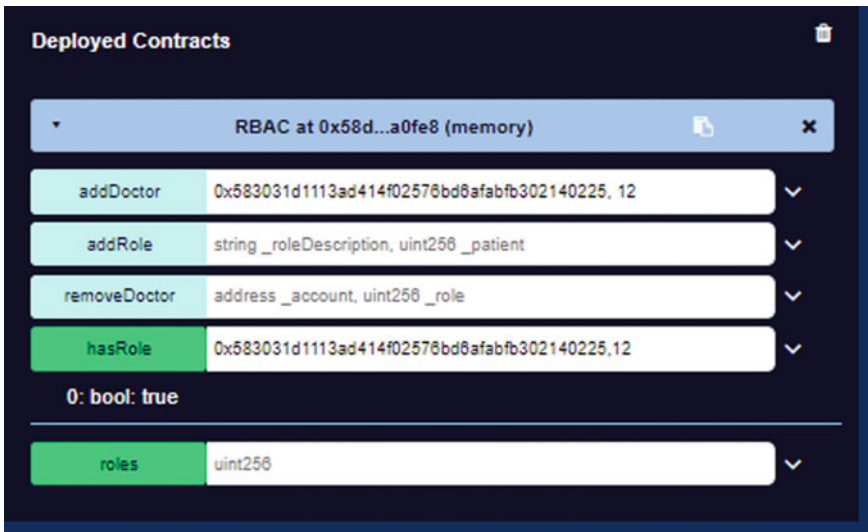 Deployed Contracts
RBAC at 0x58d...a0fe8 (memory)
addDoctor 0x583031d1113ad414f02576bd6afabfb302140225, 12
addRole string _roleDescription, uint256 _patient
removeDoctor address _account, uint256 _role
hasRole 0x583031d1113ad414f02576bd6afabfb302140225,12
0: bool: true
roles uint256